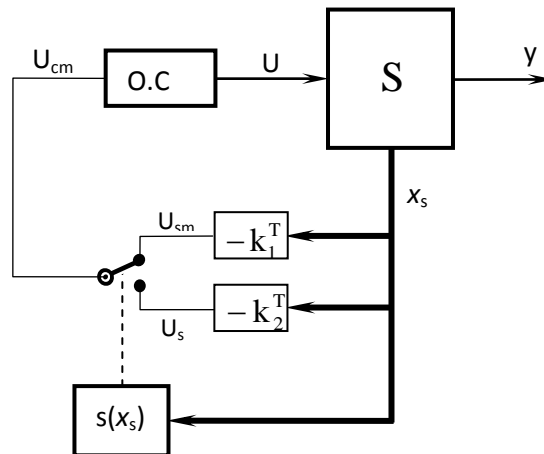 U_cm
O.C
U
S
y
x_s
U_sm
− k_1^T
U_s
− k_2^T
s(x_s)